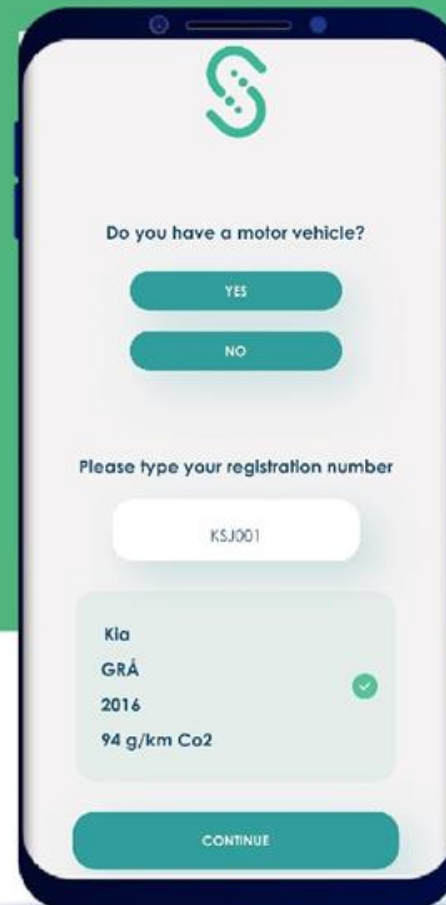 Do you have a motor vehicle?
YES
NO
Please type your registration number
KSJ001
Kia
GRÅ
2016
94 g/km Co2
CONTINUE